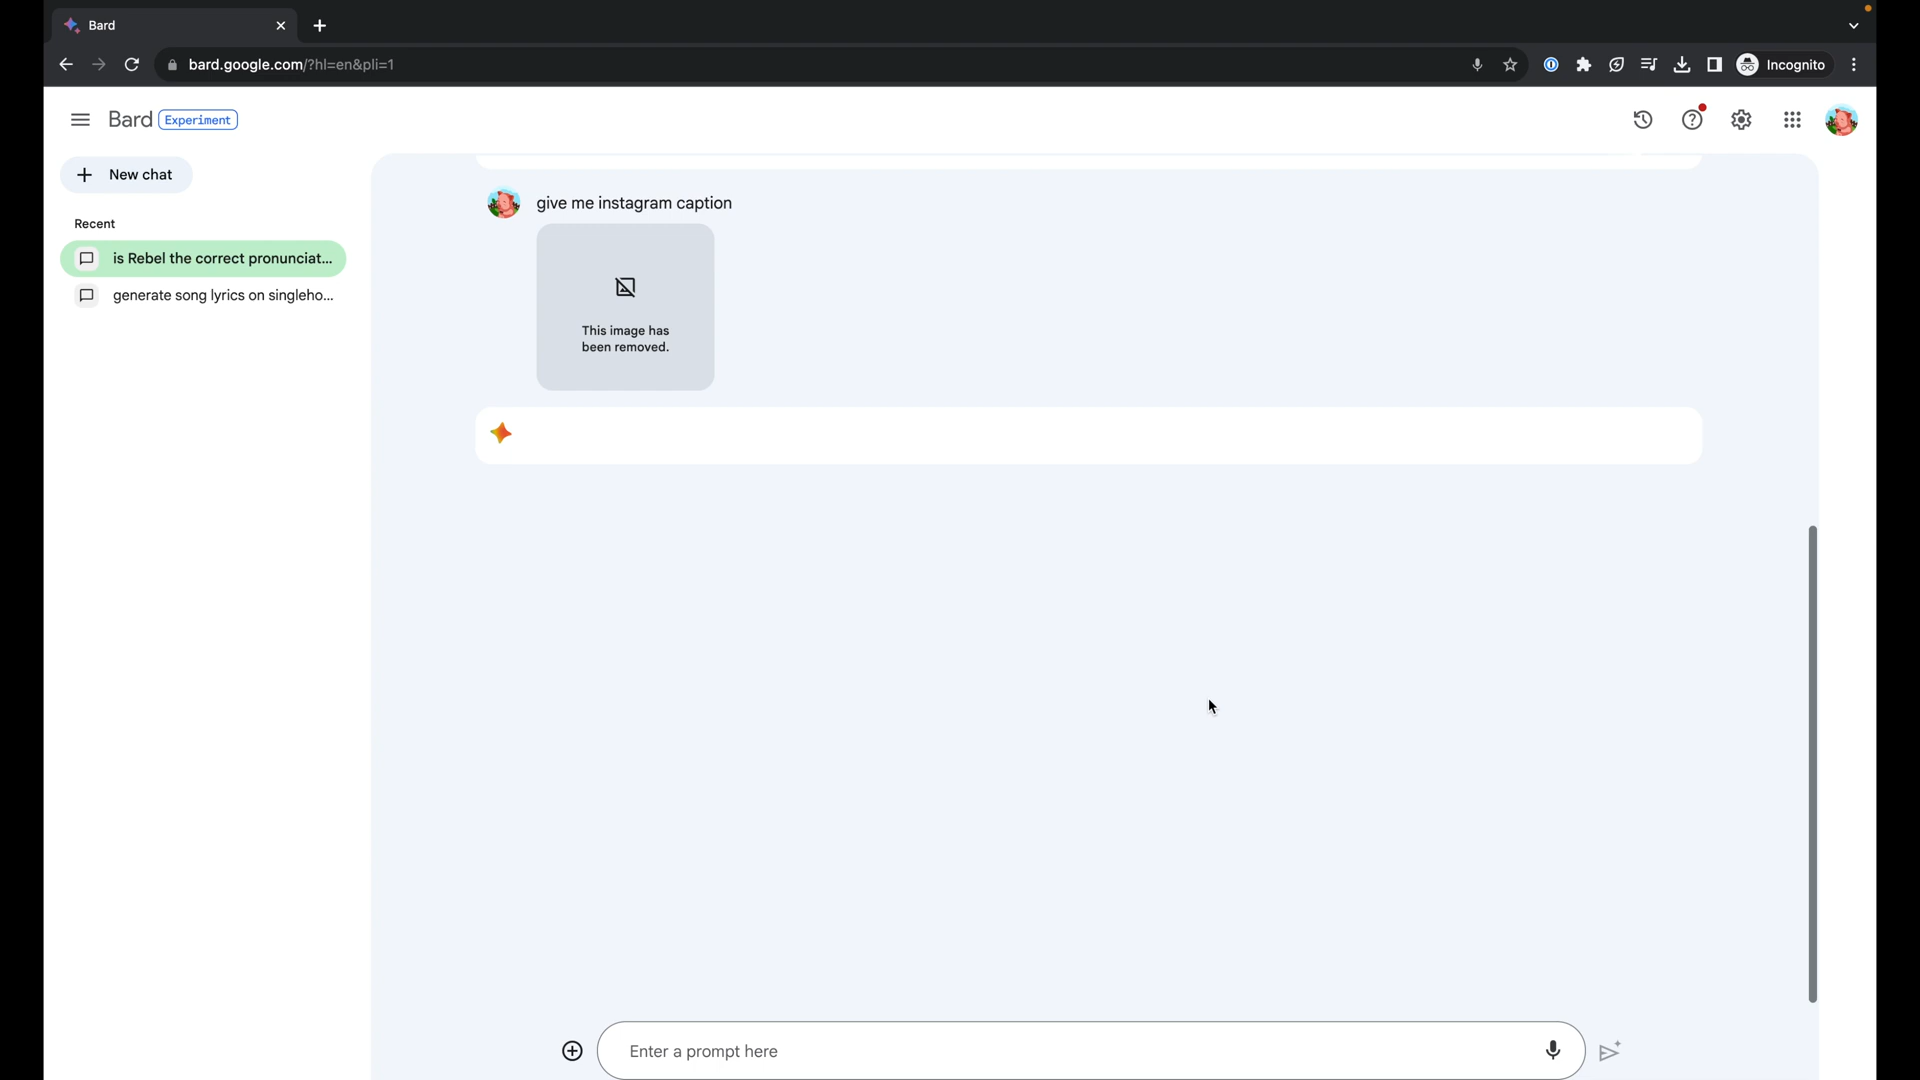 Bard
bard.google.com/?hl=en&pli=1
Incognito
Bard Experiment
New chat
Recent
is Rebel the correct pronunciat...
generate song lyrics on singleho...
give me instagram caption
This image has
been removed.
Enter a prompt here